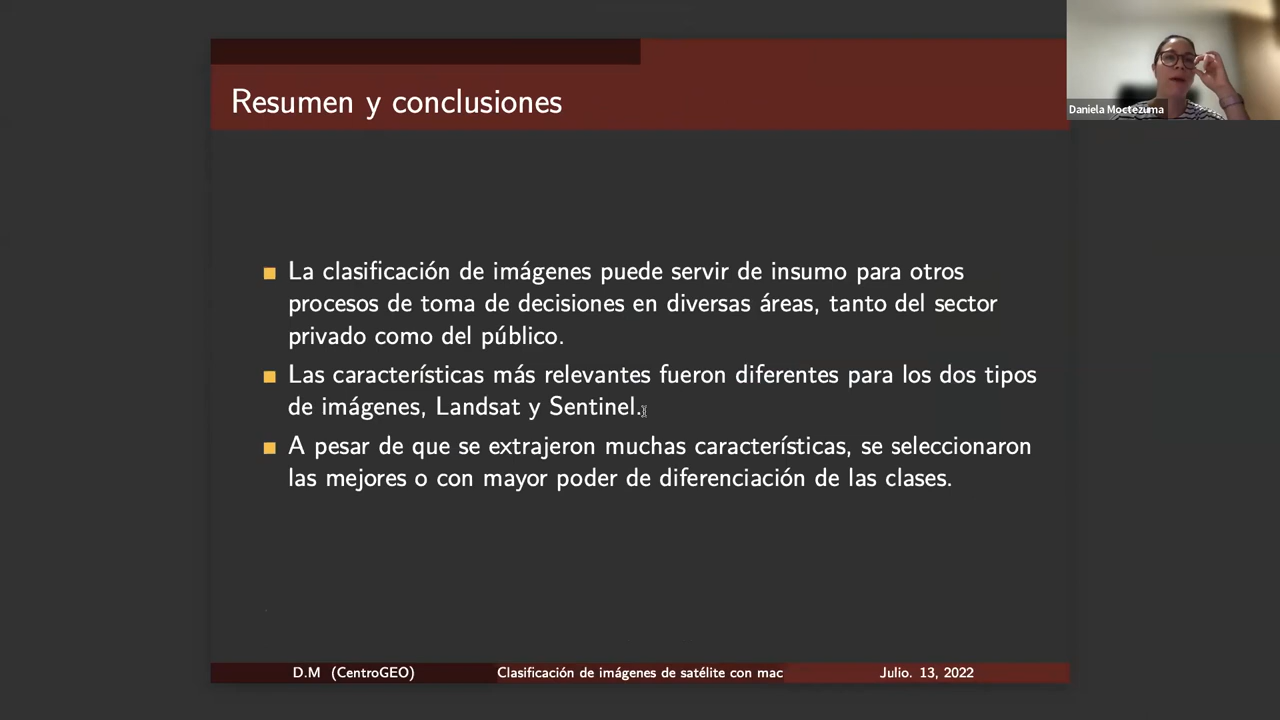 Resumen y conclusiones
Daniela Moctezuma
La clasificación de imágenes puede servir de insumo para otros
procesos de toma de decisiones en diversas áreas, tanto del sector
privado como del público.
Las características más relevantes fueron diferentes para los dos tipos
de imágenes, Landsat y Sentinel.
A pesar de que se extrajeron muchas características, se seleccionaron
las mejores o con mayor poder de diferenciación de las clases.
D.M (CentroGEO)
Clasificación de imágenes de satélite con mac
Julio. 13, 2022